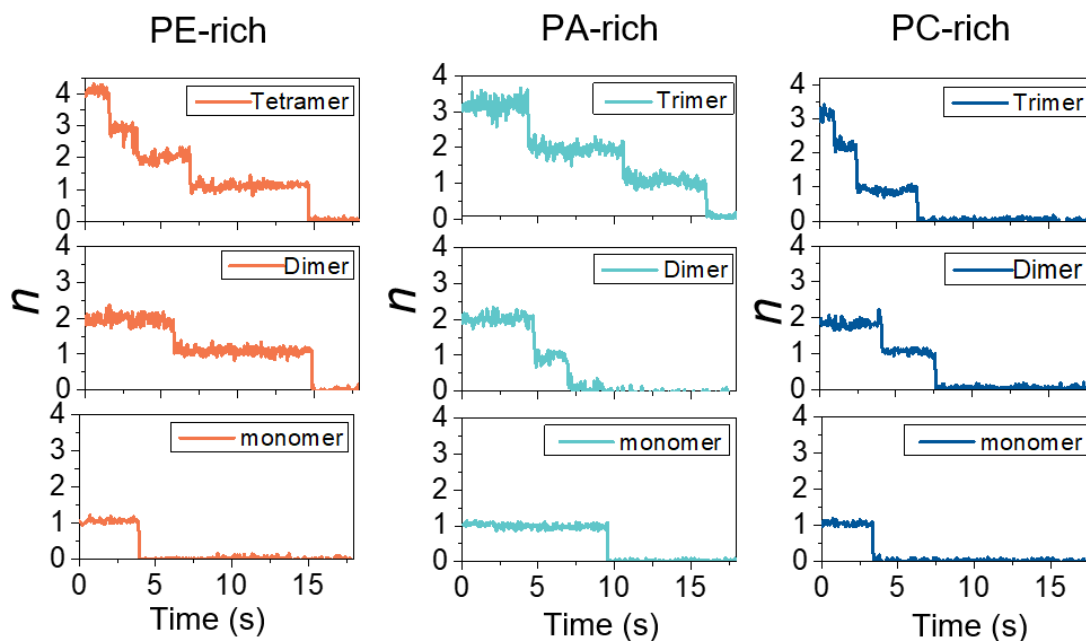 PE-rich PA-rich PC-rich
4 3 2 1 0 Tetramer
4 3 2 1 0 Trimer
4 3 2 1 0 Trimer
n
4 3 2 1 0 Dimer
4 3 2 1 0 Dimer
n
4 3 2 1 0 Dimer
4 3 2 1 0 monomer
4 3 2 1 0 monomer
4 3 2 1 0 monomer
0 5 10 15
0 5 10 15
0 5 10 15
Time (s) Time (s) Time (s)